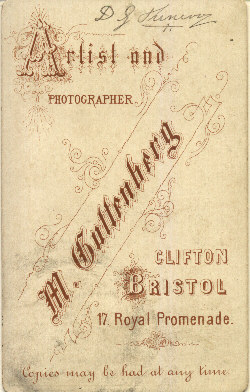 D G
Artist and
PHOTOGRAPHER.
M. Guttenberg
CLIFTON
BRISTOL
17. Royal Promenade.
Copies may be had at any time.